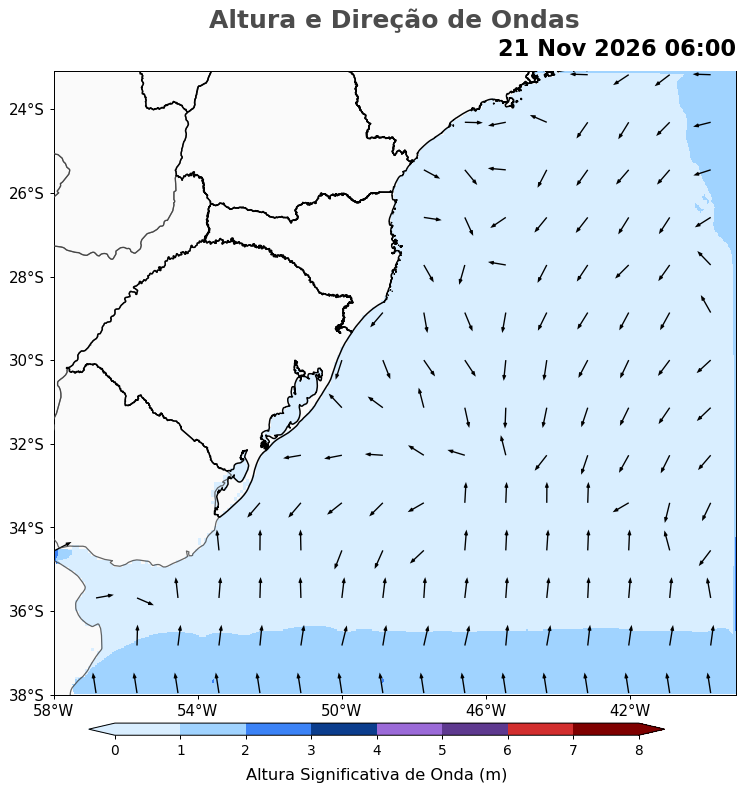 Altura e Direção de Ondas
21 Nov 2026 06:00
24°S
26°S
28°S
30°S
32°S
34°S
36°S
38°S
58°W 54°W 50°W 46°W 42°W
0 1 2 3 4 5 6 7 8
Altura Significativa de Onda (m)